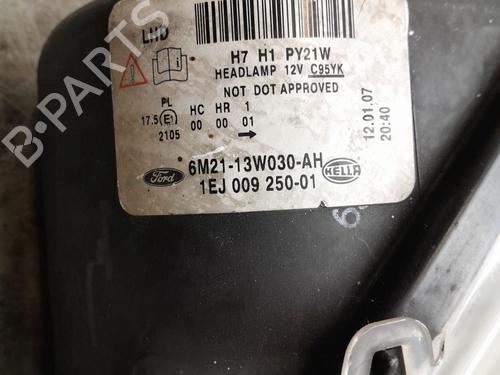 LHD
H7 H1 PY21W
HEADLAMP 12V C95YK
NOT DOT APPROVED
PL HC HR 1
17.5 E1 00 00 01
2105
12.01.07
20:40
6M21-13W030-AH
Ford 1EJ 009 250-01 HELLA
B-PARTS